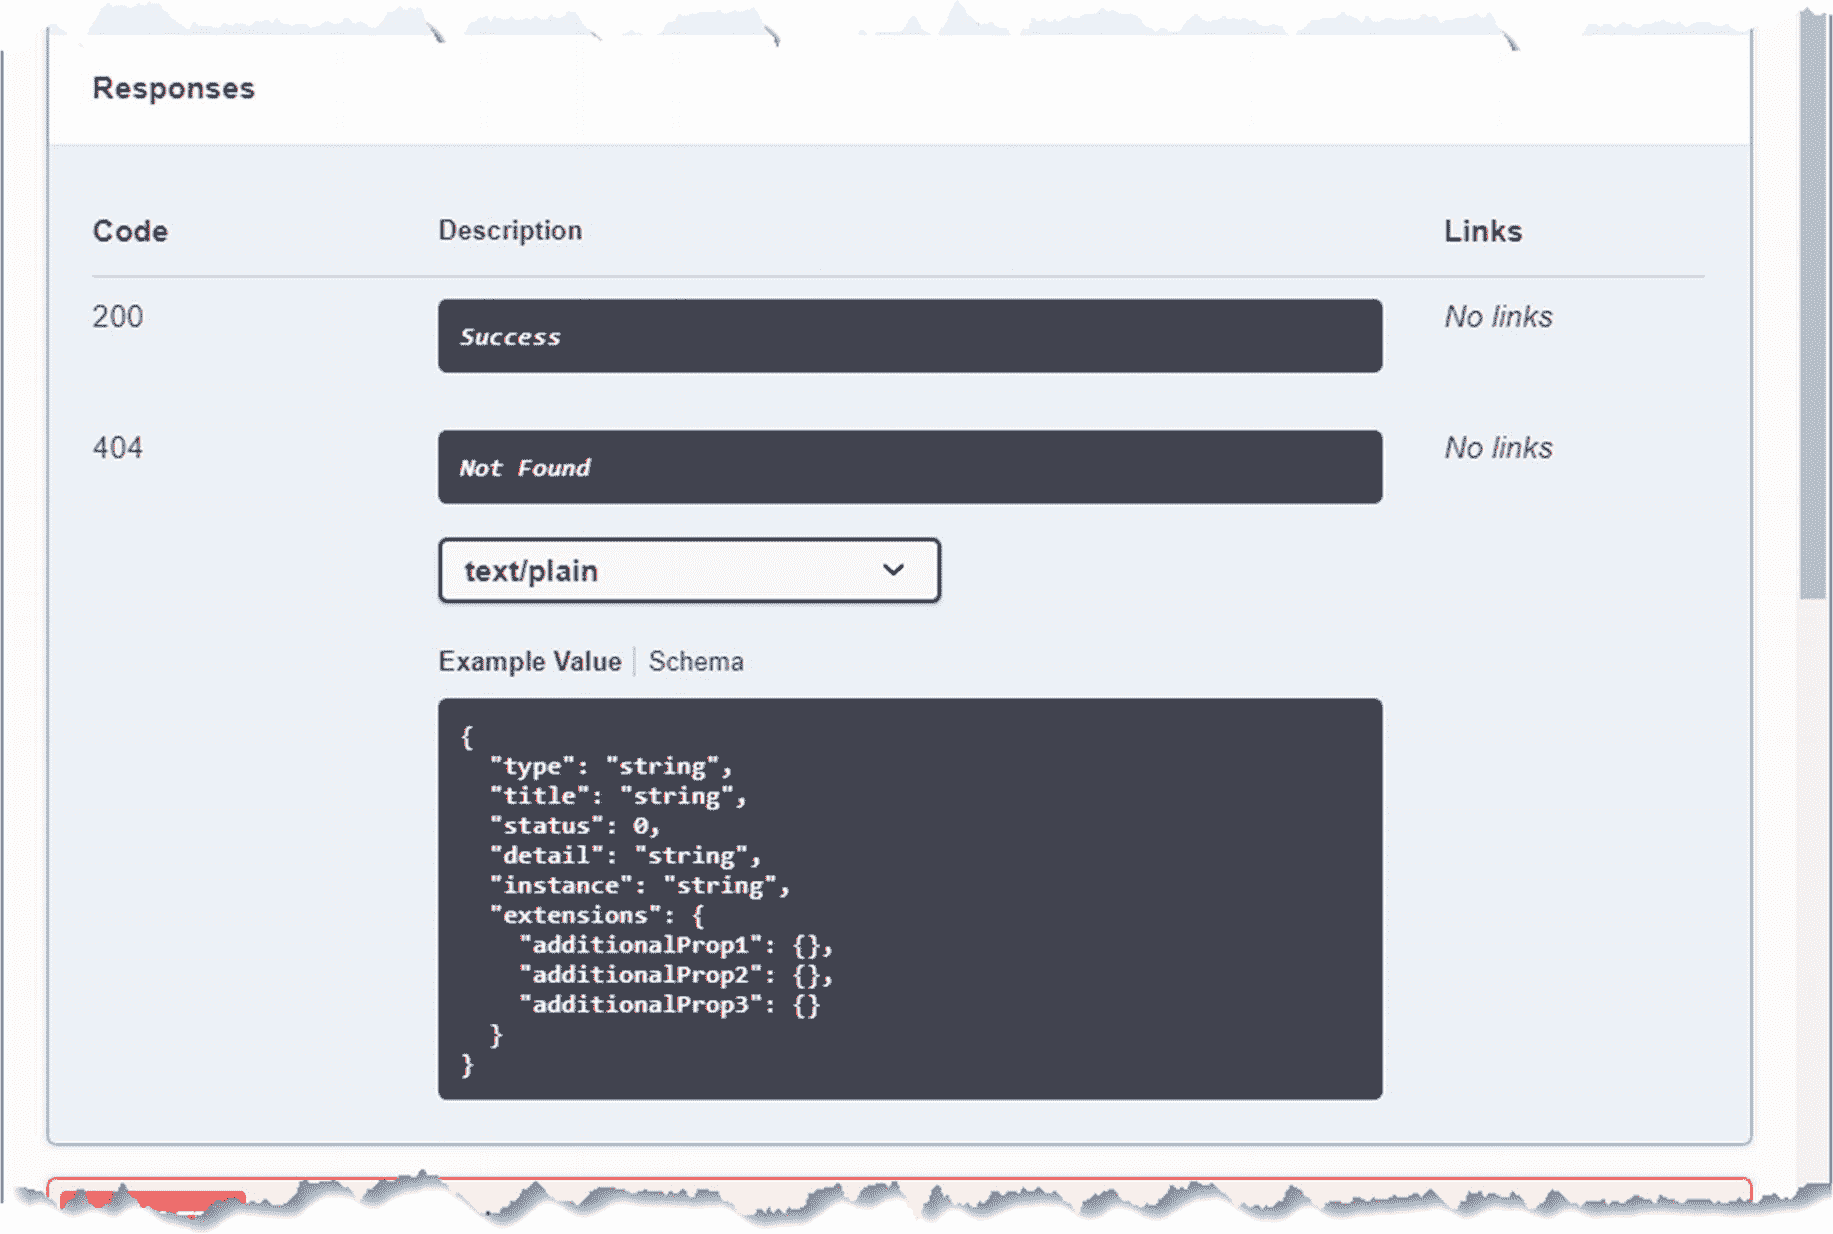 Responses
Code Description Links
200 Success No links
404 Not Found No links
text/plain
Example Value | Schema
{
  "type": "string",
  "title": "string",
  "status": 0,
  "detail": "string",
  "instance": "string",
  "extensions": {
    "additionalProp1": {},
    "additionalProp2": {},
    "additionalProp3": {}
  }
}